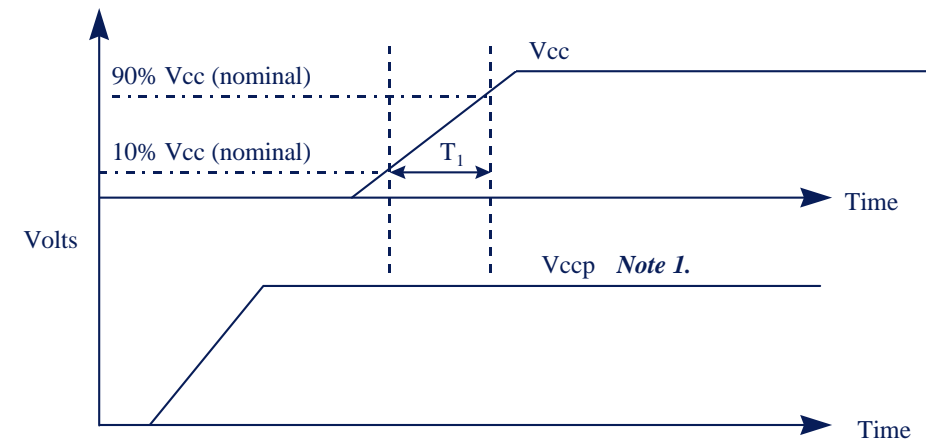 Vcc
90% Vcc (nominal)
10% Vcc (nominal)
T1
Time
Volts
Vccp Note 1.
Time